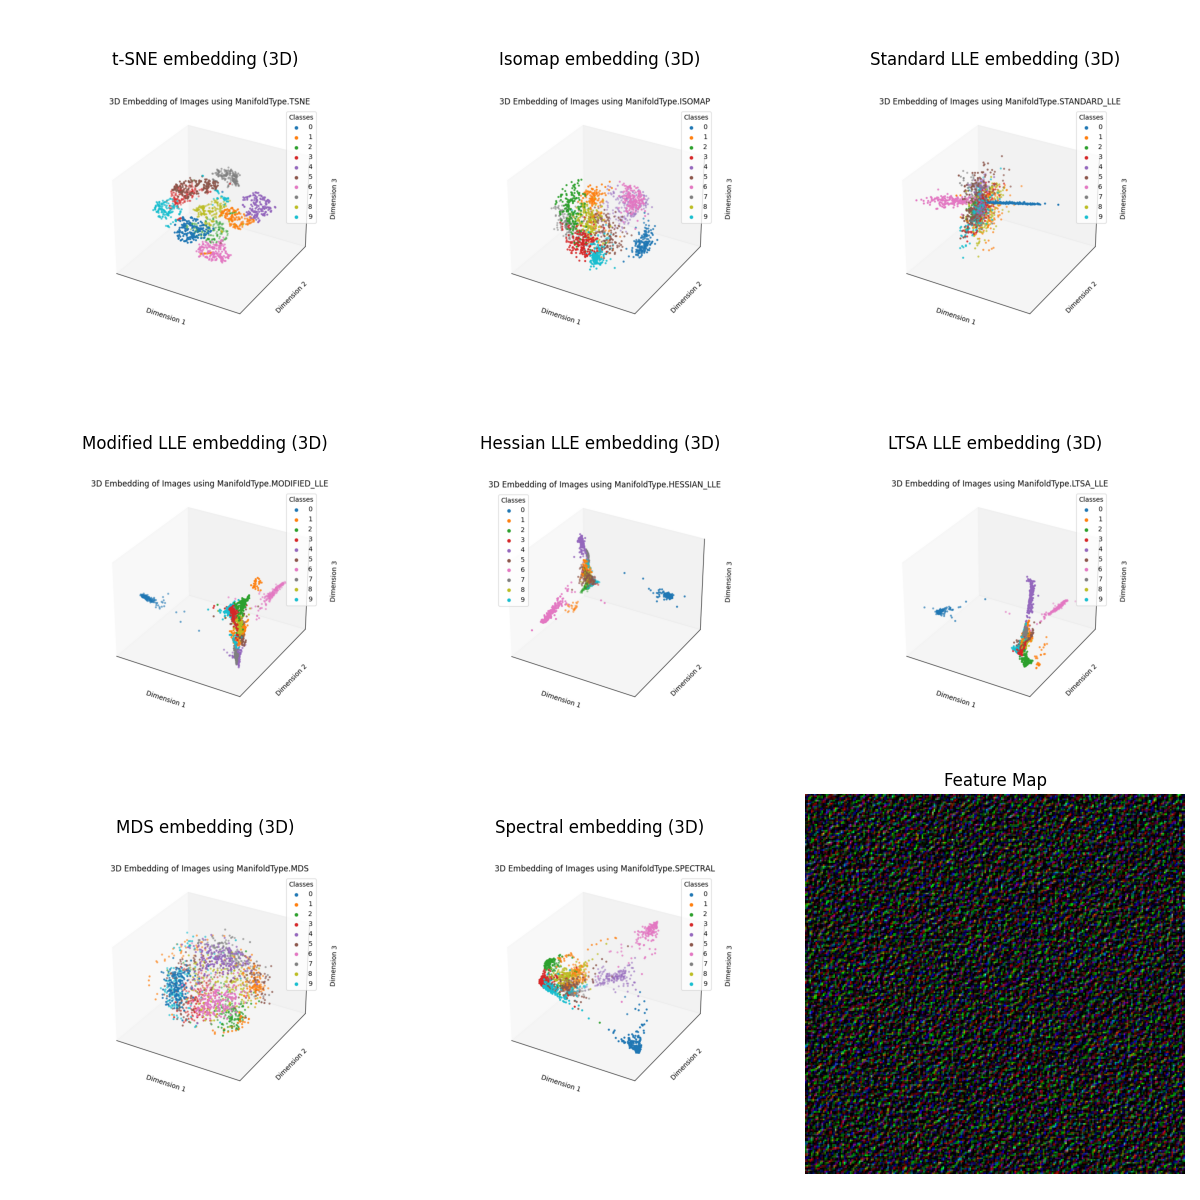 t-SNE embedding (3D)
3D Embedding of Images using ManifoldType.TSNE
Classes
0
1
2
3
4
5
6
7
8
9
Dimension 1
Dimension 2
Dimension 3
Isomap embedding (3D)
3D Embedding of Images using ManifoldType.ISOMAP
Classes
0
1
2
3
4
5
6
7
8
9
Dimension 1
Dimension 2
Dimension 3
Standard LLE embedding (3D)
3D Embedding of Images using ManifoldType.STANDARD_LLE
Classes
0
1
2
3
4
5
6
7
8
9
Dimension 1
Dimension 2
Dimension 3
Modified LLE embedding (3D)
3D Embedding of Images using ManifoldType.MODIFIED_LLE
Classes
0
1
2
3
4
5
6
7
8
9
Dimension 1
Dimension 2
Dimension 3
Hessian LLE embedding (3D)
3D Embedding of Images using ManifoldType.HESSIAN_LLE
Classes
0
1
2
3
4
5
6
7
8
9
Dimension 1
Dimension 2
Dimension 3
LTSA LLE embedding (3D)
3D Embedding of Images using ManifoldType.LTSA_LLE
Classes
0
1
2
3
4
5
6
7
8
9
Dimension 1
Dimension 2
Dimension 3
MDS embedding (3D)
3D Embedding of Images using ManifoldType.MDS
Classes
0
1
2
3
4
5
6
7
8
9
Dimension 1
Dimension 2
Dimension 3
Spectral embedding (3D)
3D Embedding of Images using ManifoldType.SPECTRAL
Classes
0
1
2
3
4
5
6
7
8
9
Dimension 1
Dimension 2
Dimension 3
Feature Map